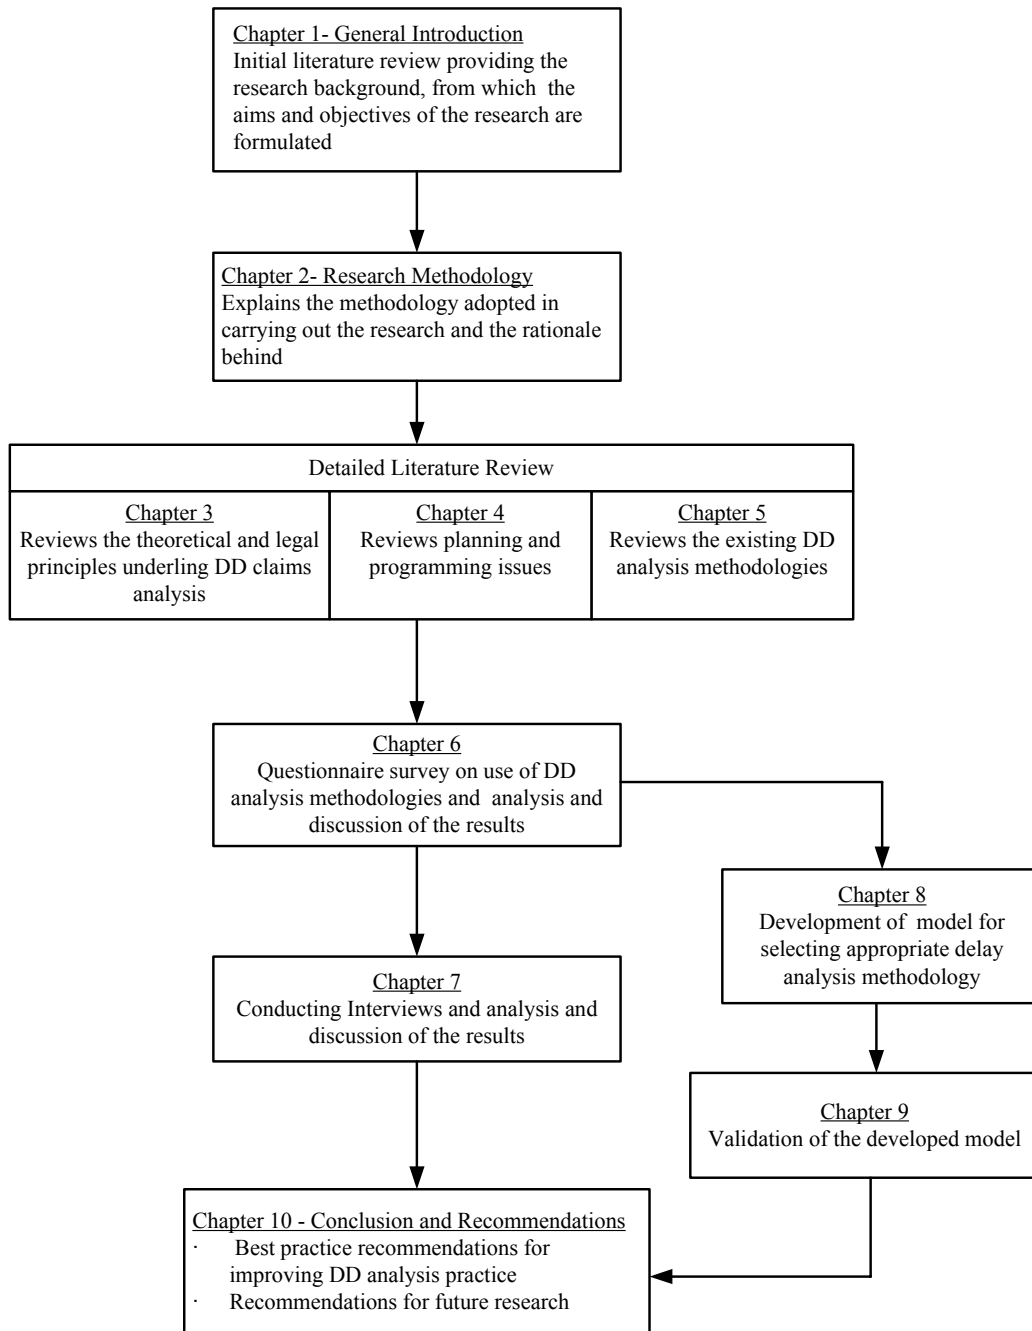 Chapter 1- General Introduction
Initial literature review providing the
research background, from which the
aims and objectives of the research are
formulated
Chapter 2- Research Methodology
Explains the methodology adopted in
carrying out the research and the rationale
behind
Detailed Literature Review
Chapter 3
Reviews the theoretical and legal
principles underling DD claims
analysis
Chapter 4
Reviews planning and
programming issues
Chapter 5
Reviews the existing DD
analysis methodologies
Chapter 6
Questionnaire survey on use of DD
analysis methodologies and analysis and
discussion of the results
Chapter 7
Conducting Interviews and analysis and
discussion of the results
Chapter 8
Development of model for
selecting appropriate delay
analysis methodology
Chapter 9
Validation of the developed model
Chapter 10 - Conclusion and Recommendations
· Best practice recommendations for
improving DD analysis practice
· Recommendations for future research